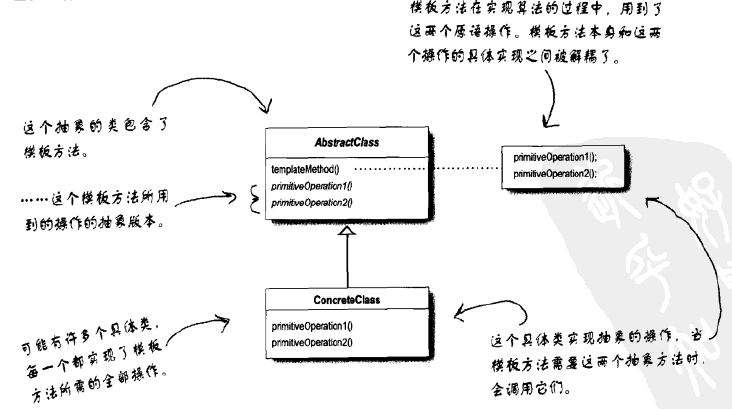 模板方法在实现算法的过程中，用到了
这两个原语操作。模板方法本身和这两
个操作的具体实现之间被解耦了。
这个抽象的类包含了
模板方法。
AbstractClass
templateMethod()
primitiveOperation1()
primitiveOperation2()
primitiveOperation1();
primitiveOperation2();
……这个模板方法所用
到的操作的抽象版本。
ConcreteClass
primitiveOperation1()
primitiveOperation2()
可能有许多个具体类，
每一个都实现了模板
方法所需的全部操作。
这个具体类实现抽象的操作，当
模板方法需要这两个抽象方法时，
会调用它们。